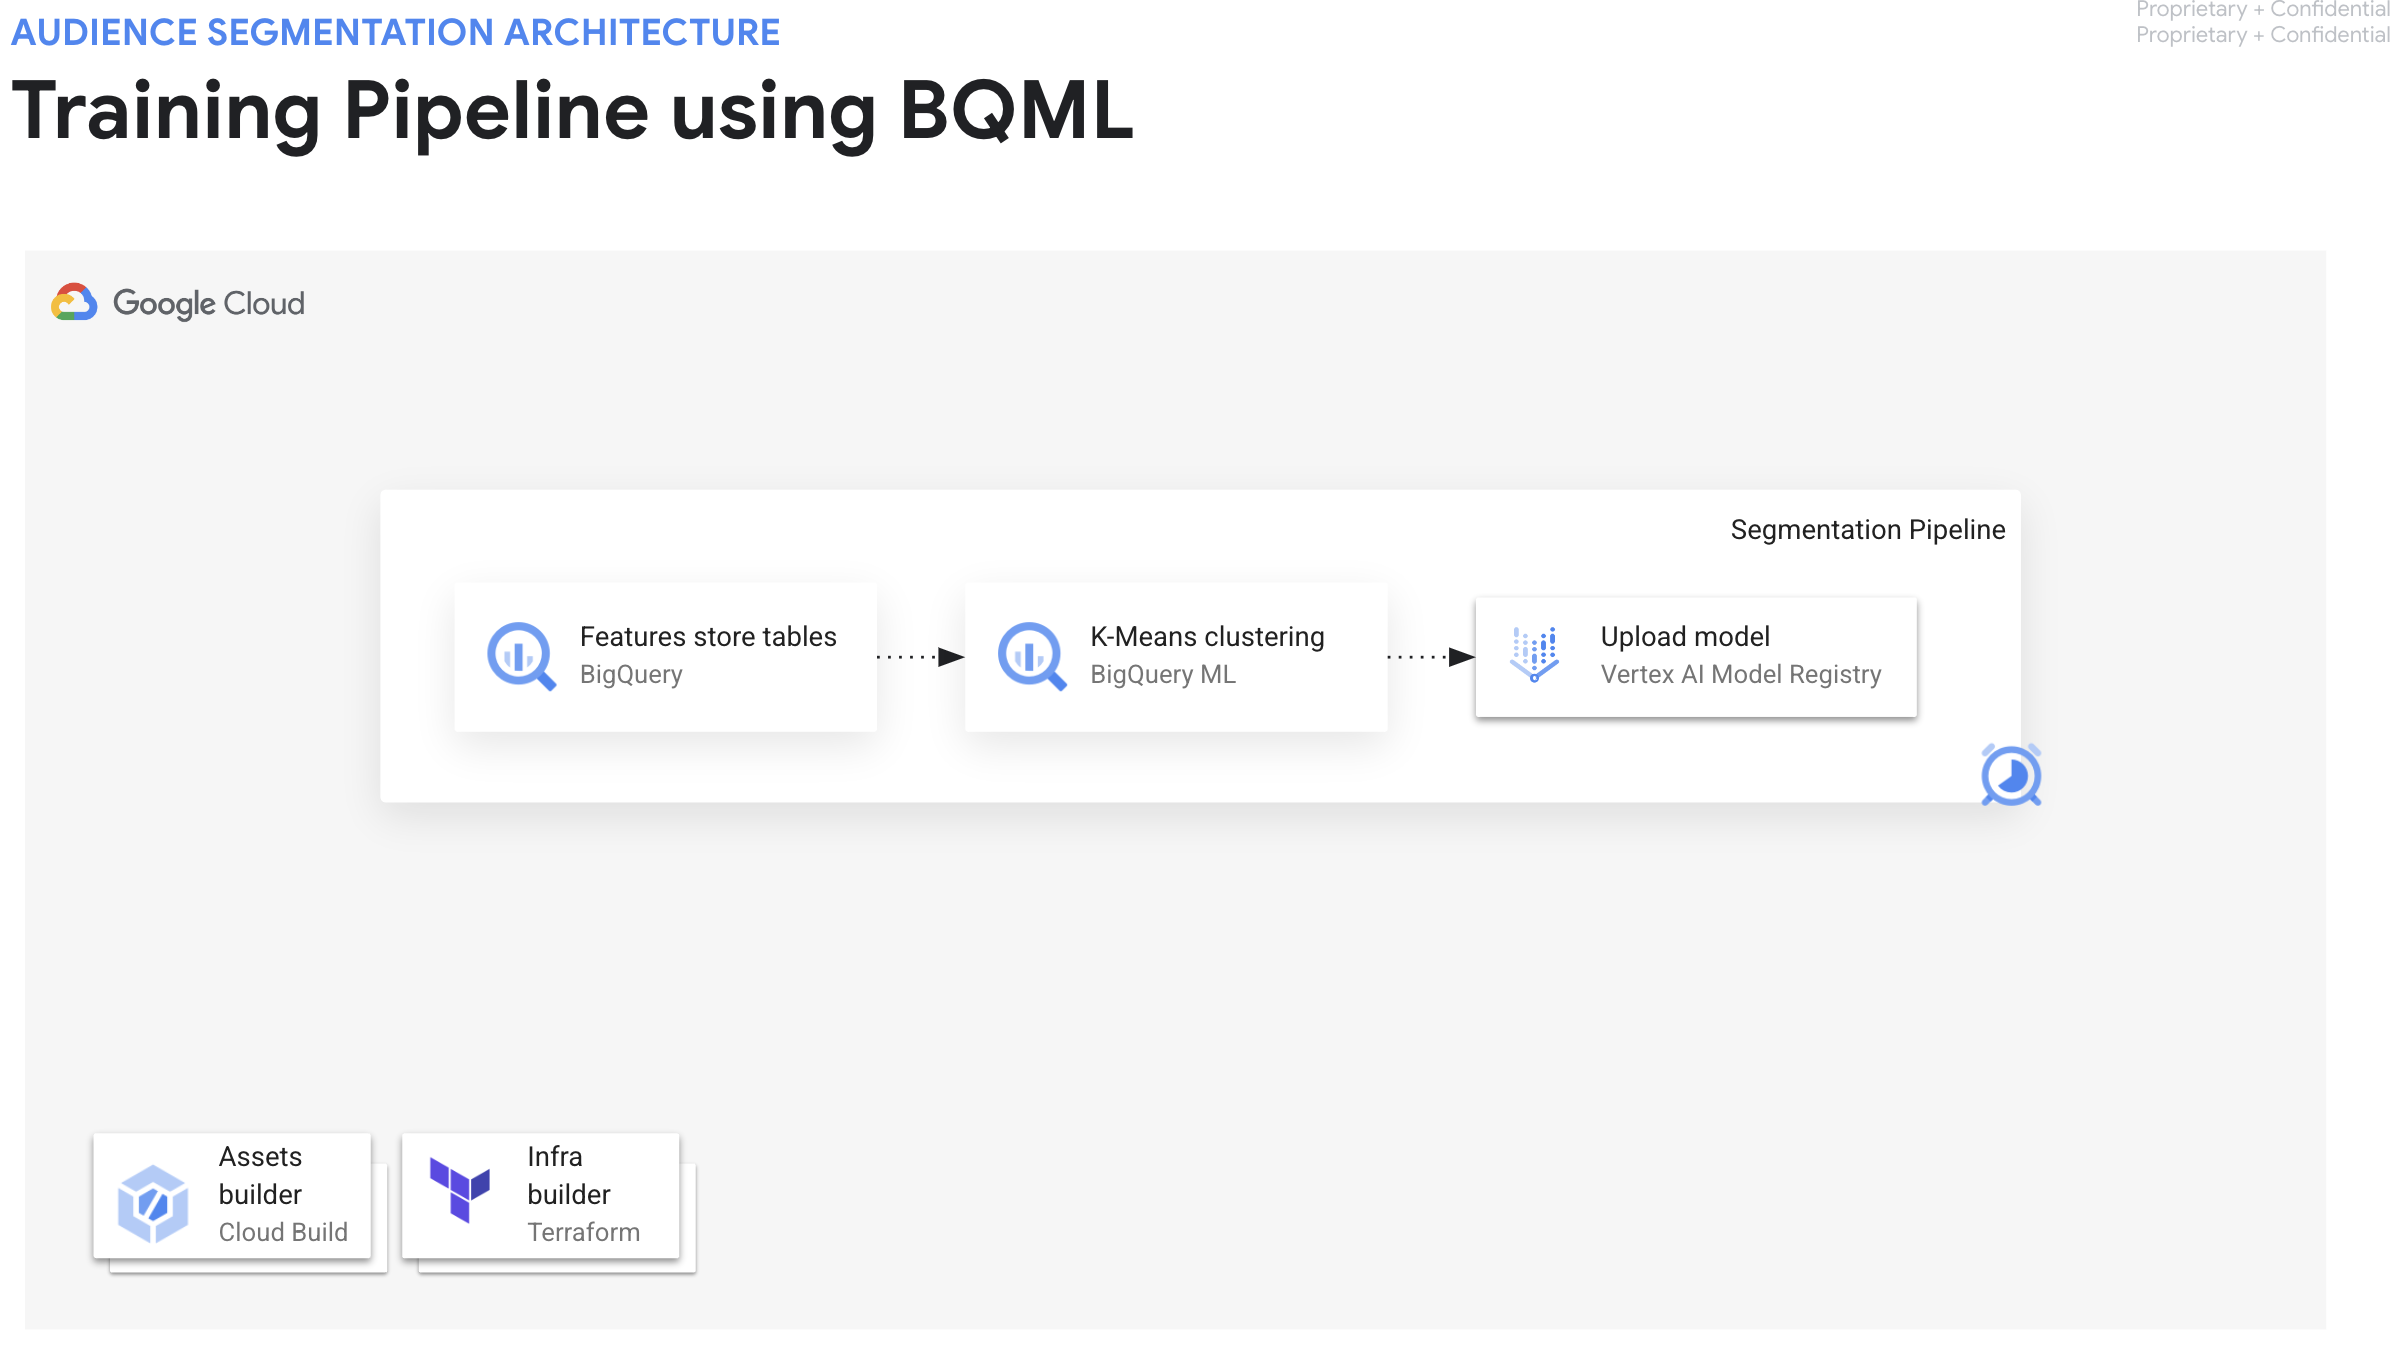 AUDIENCE SEGMENTATION ARCHITECTURE
Proprietary + Confidential
Proprietary + Confidential
Training Pipeline using BQML
Google Cloud
Segmentation Pipeline
Features store tables
BigQuery
K-Means clustering
BigQuery ML
Upload model
Vertex AI Model Registry
Assets
builder
Cloud Build
Infra
builder
Terraform